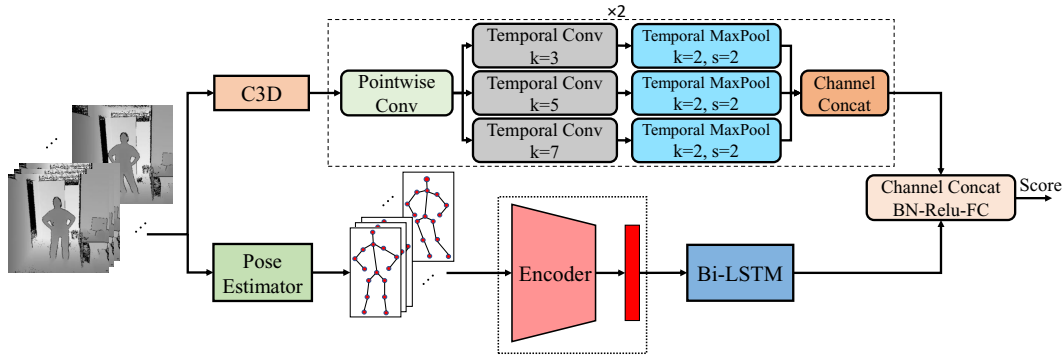 ×2
C3D
Pointwise
Conv
Temporal Conv
k=3
Temporal MaxPool
k=2, s=2
Temporal Conv
k=5
Temporal MaxPool
k=2, s=2
Temporal Conv
k=7
Temporal MaxPool
k=2, s=2
Channel
Concat
Channel Concat
BN-Relu-FC
Score
Pose
Estimator
Encoder
Bi-LSTM